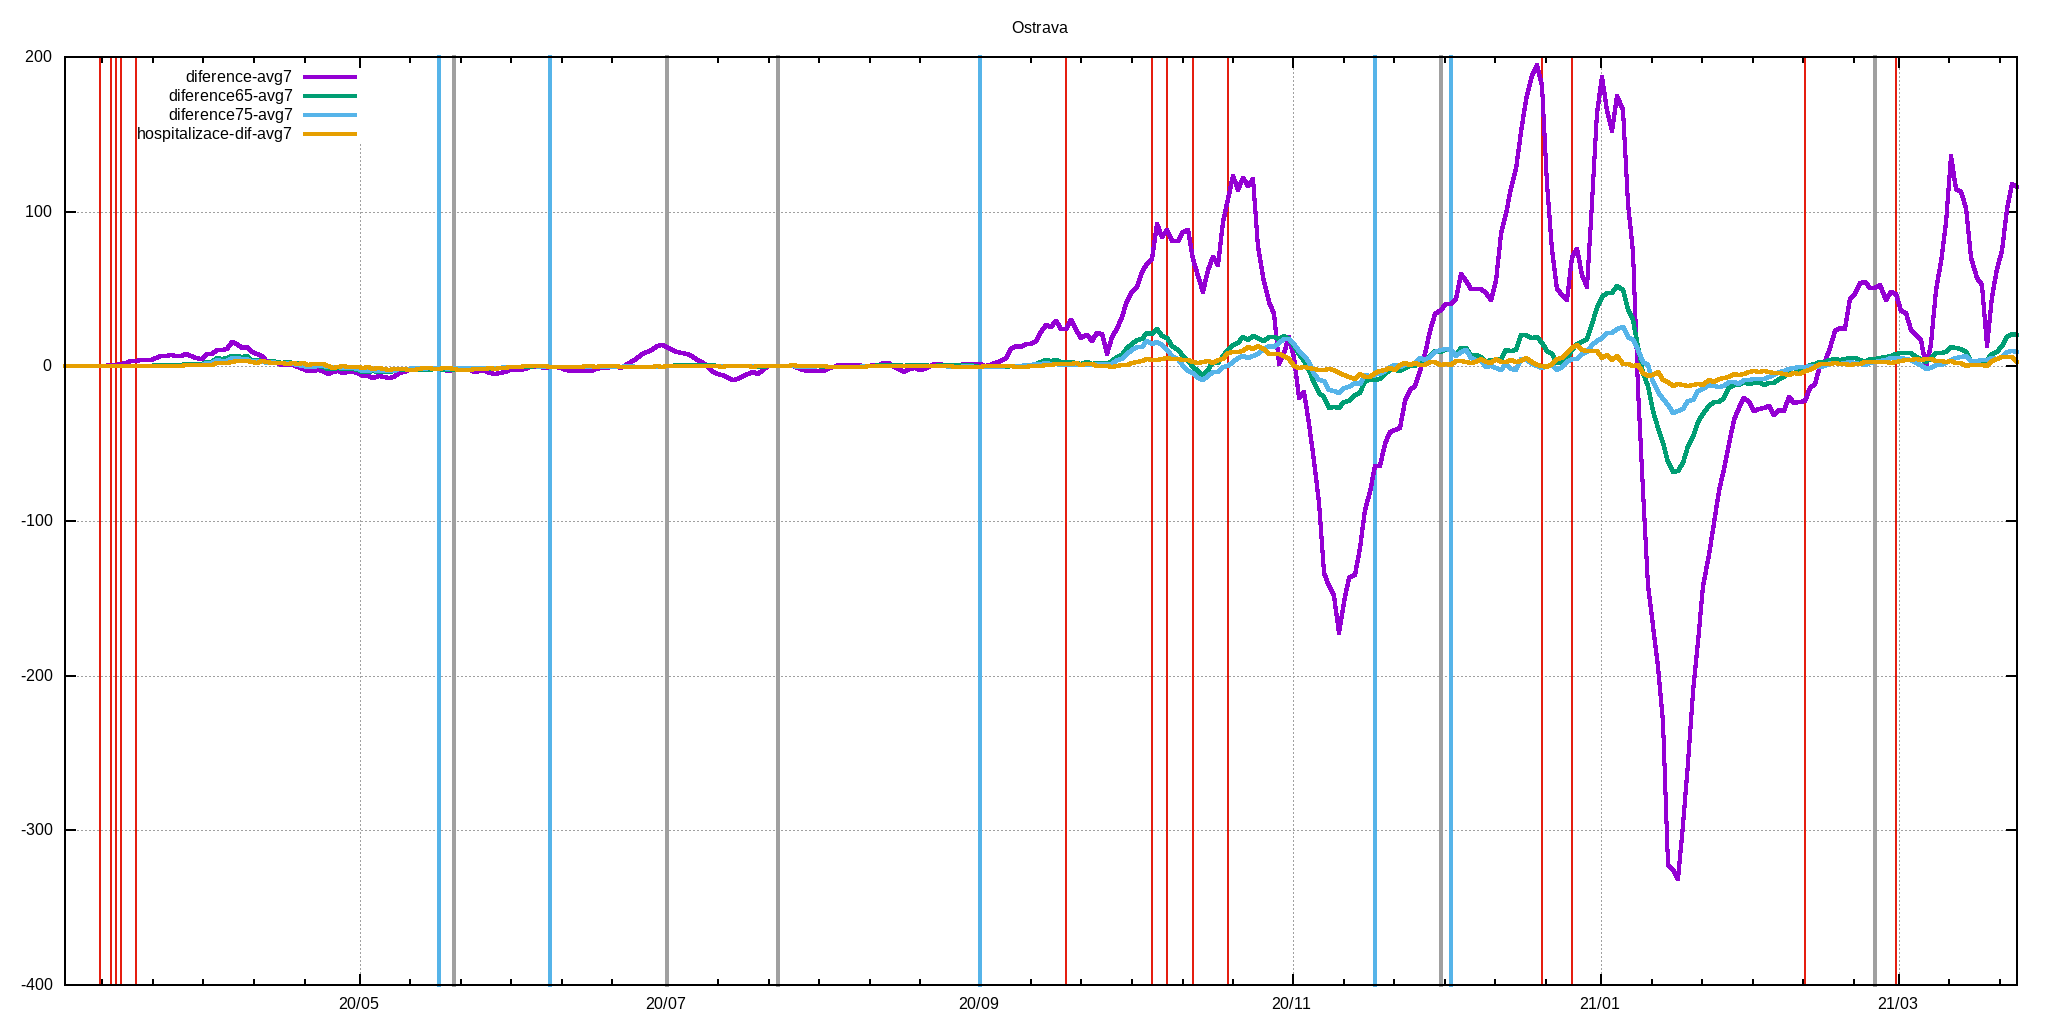 Ostrava
200
diference-avg7
diference65-avg7
diference75-avg7
hospitalizace-dif-avg7
100
0
-100
-200
-300
-400
20/05 20/07 20/09 20/11 21/01 21/03